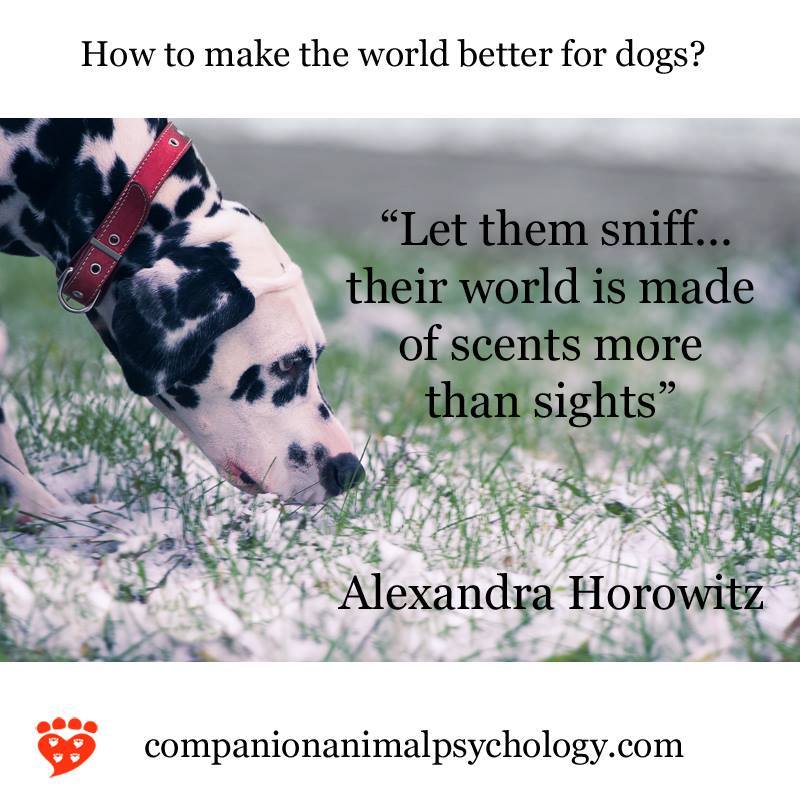 How to make the world better for dogs?
“Let them sniff...
their world is made
of scents more
than sights”
Alexandra Horowitz
companionanimalpsychology.com